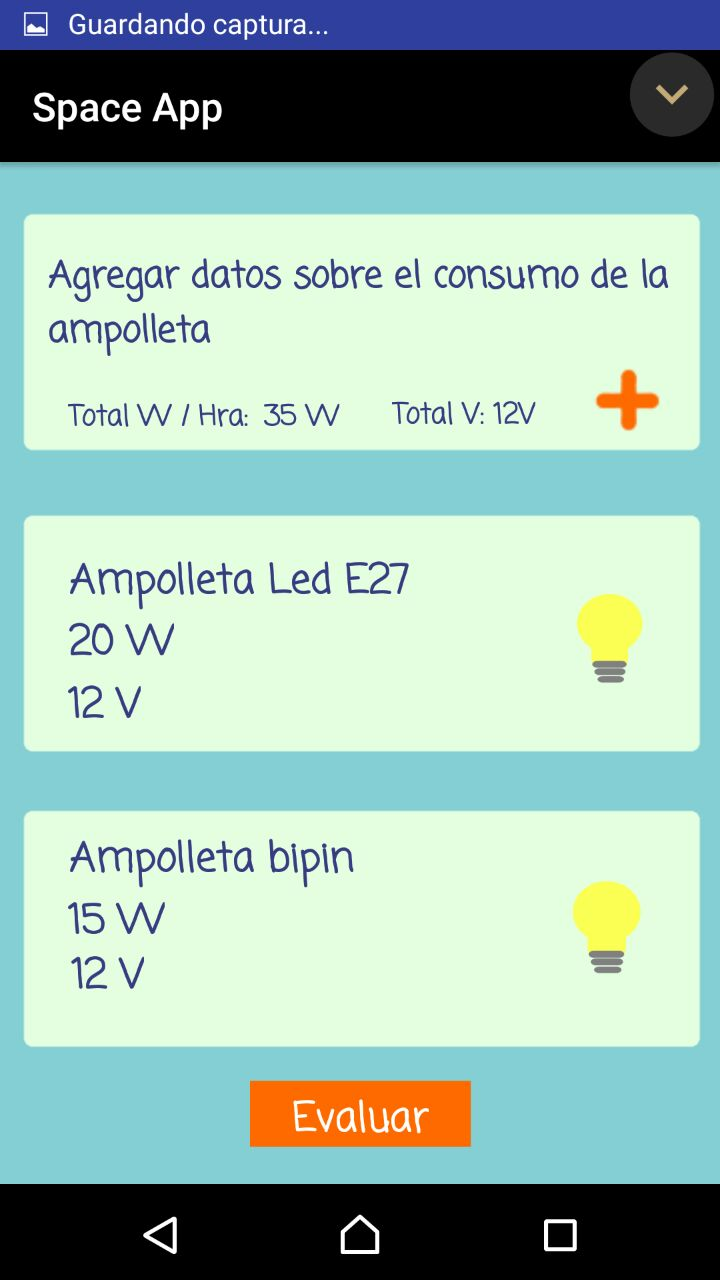 Guardando captura...
Space App
Agregar datos sobre el consumo de la
ampolleta
Total W / Hra: 35 W Total V: 12V
Ampolleta Led E27
20 W
12 V
Ampolleta bipin
15 W
12 V
Evaluar